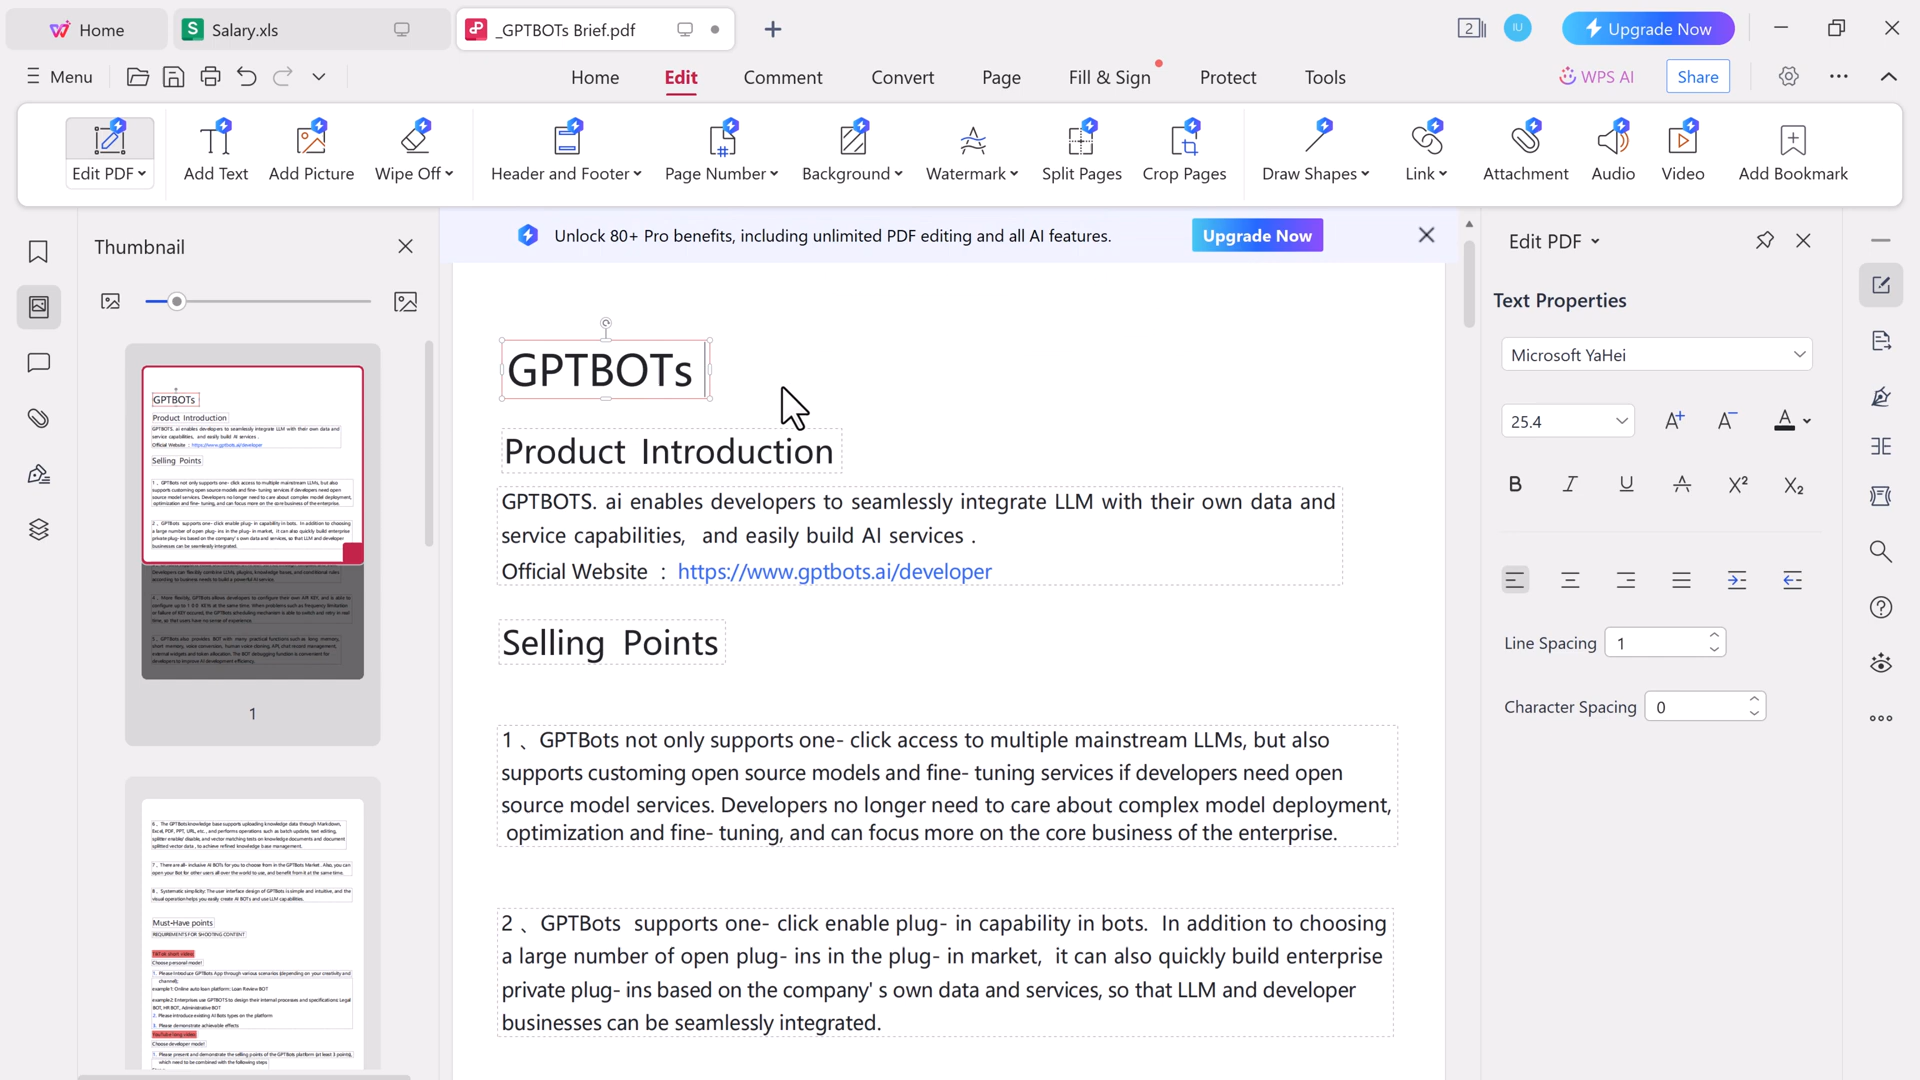 Home
Salary.xls
_GPTBOTs Brief.pdf
2
IU
Upgrade Now
Menu
Home
Edit
Comment
Convert
Page
Fill & Sign
Protect
Tools
WPS AI
Share
Edit PDF
Add Text
Add Picture
Wipe Off
Header and Footer
Page Number
Background
Watermark
Split Pages
Crop Pages
Draw Shapes
Link
Attachment
Audio
Video
Add Bookmark
Thumbnail
1
Unlock 80+ Pro benefits, including unlimited PDF editing and all AI features.
Upgrade Now
GPTBOTs
Product Introduction
GPTBOTS. ai enables developers to seamlessly integrate LLM with their own data and
service capabilities, and easily build AI services .
Official Website : https://www.gptbots.ai/developer
Selling Points
1 、GPTBots not only supports one- click access to multiple mainstream LLMs, but also
supports customing open source models and fine- tuning services if developers need open
source model services. Developers no longer need to care about complex model deployment,
optimization and fine- tuning, and can focus more on the core business of the enterprise.
2 、GPTBots supports one- click enable plug- in capability in bots. In addition to choosing
a large number of open plug- ins in the plug- in market, it can also quickly build enterprise
private plug- ins based on the company' s own data and services, so that LLM and developer
businesses can be seamlessly integrated.
Edit PDF
Text Properties
Microsoft YaHei
25.4
Line Spacing 1
Character Spacing 0